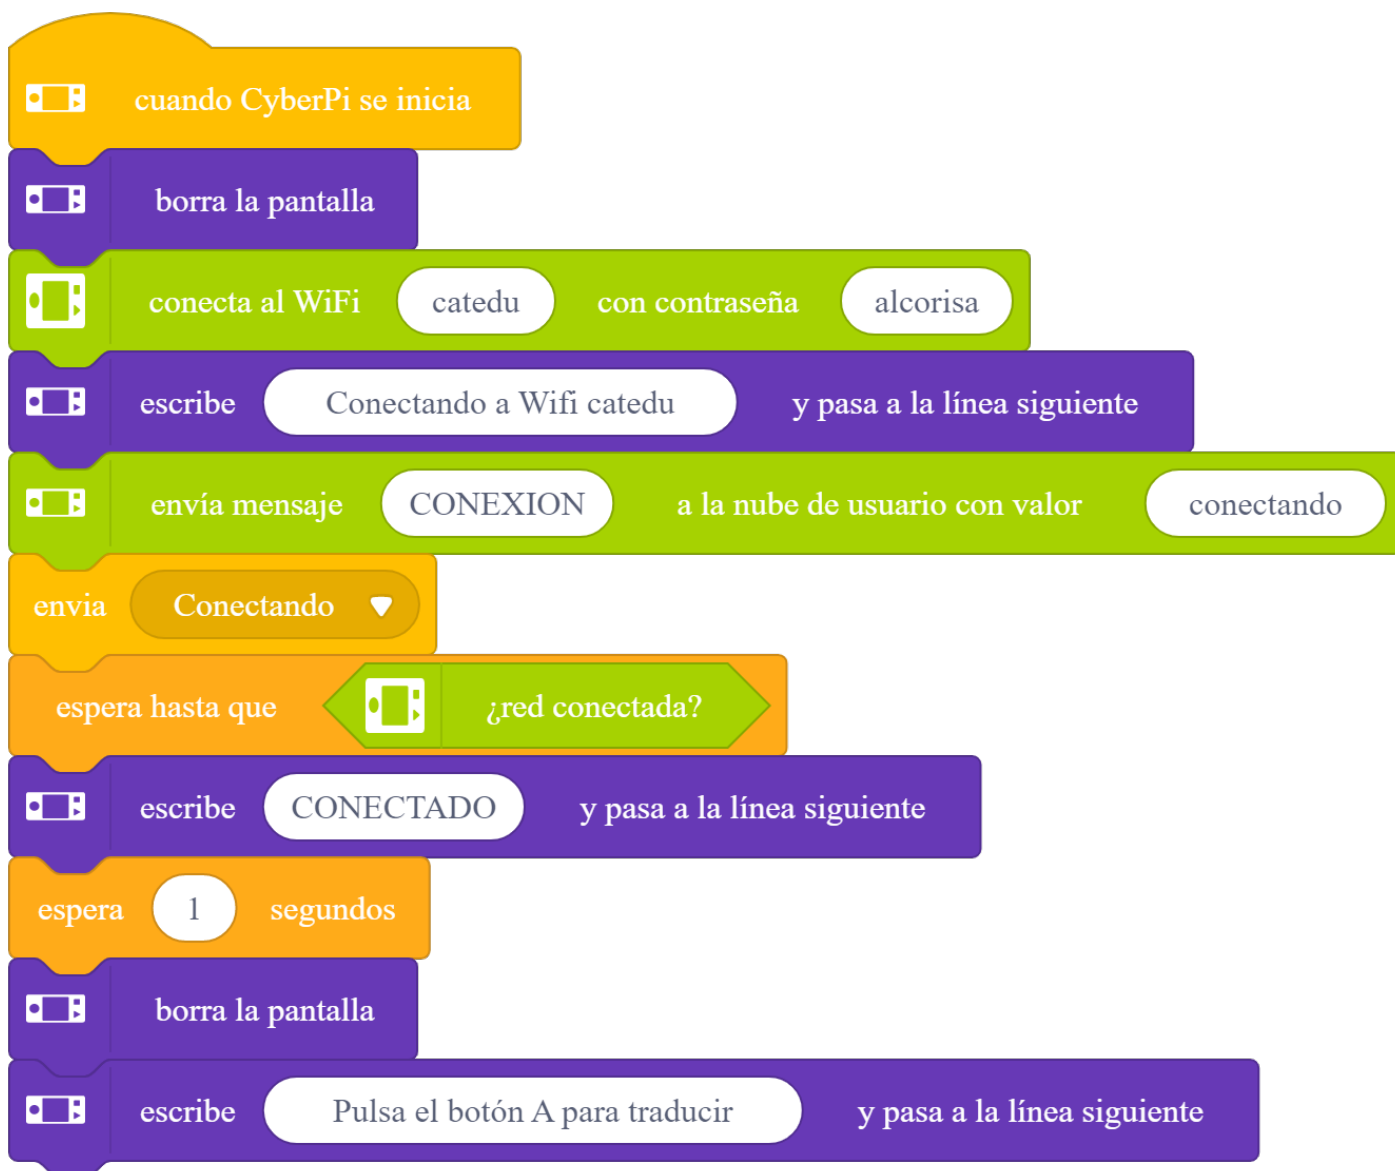 cuando CyberPi se inicia
borra la pantalla
conecta al WiFi catedu con contraseña alcorisa
escribe Conectando a Wifi catedu y pasa a la línea siguiente
envía mensaje CONEXION a la nube de usuario con valor conectando
envia Conectando
espera hasta que ¿red conectada?
escribe CONECTADO y pasa a la línea siguiente
espera 1 segundos
borra la pantalla
escribe Pulsa el botón A para traducir y pasa a la línea siguiente